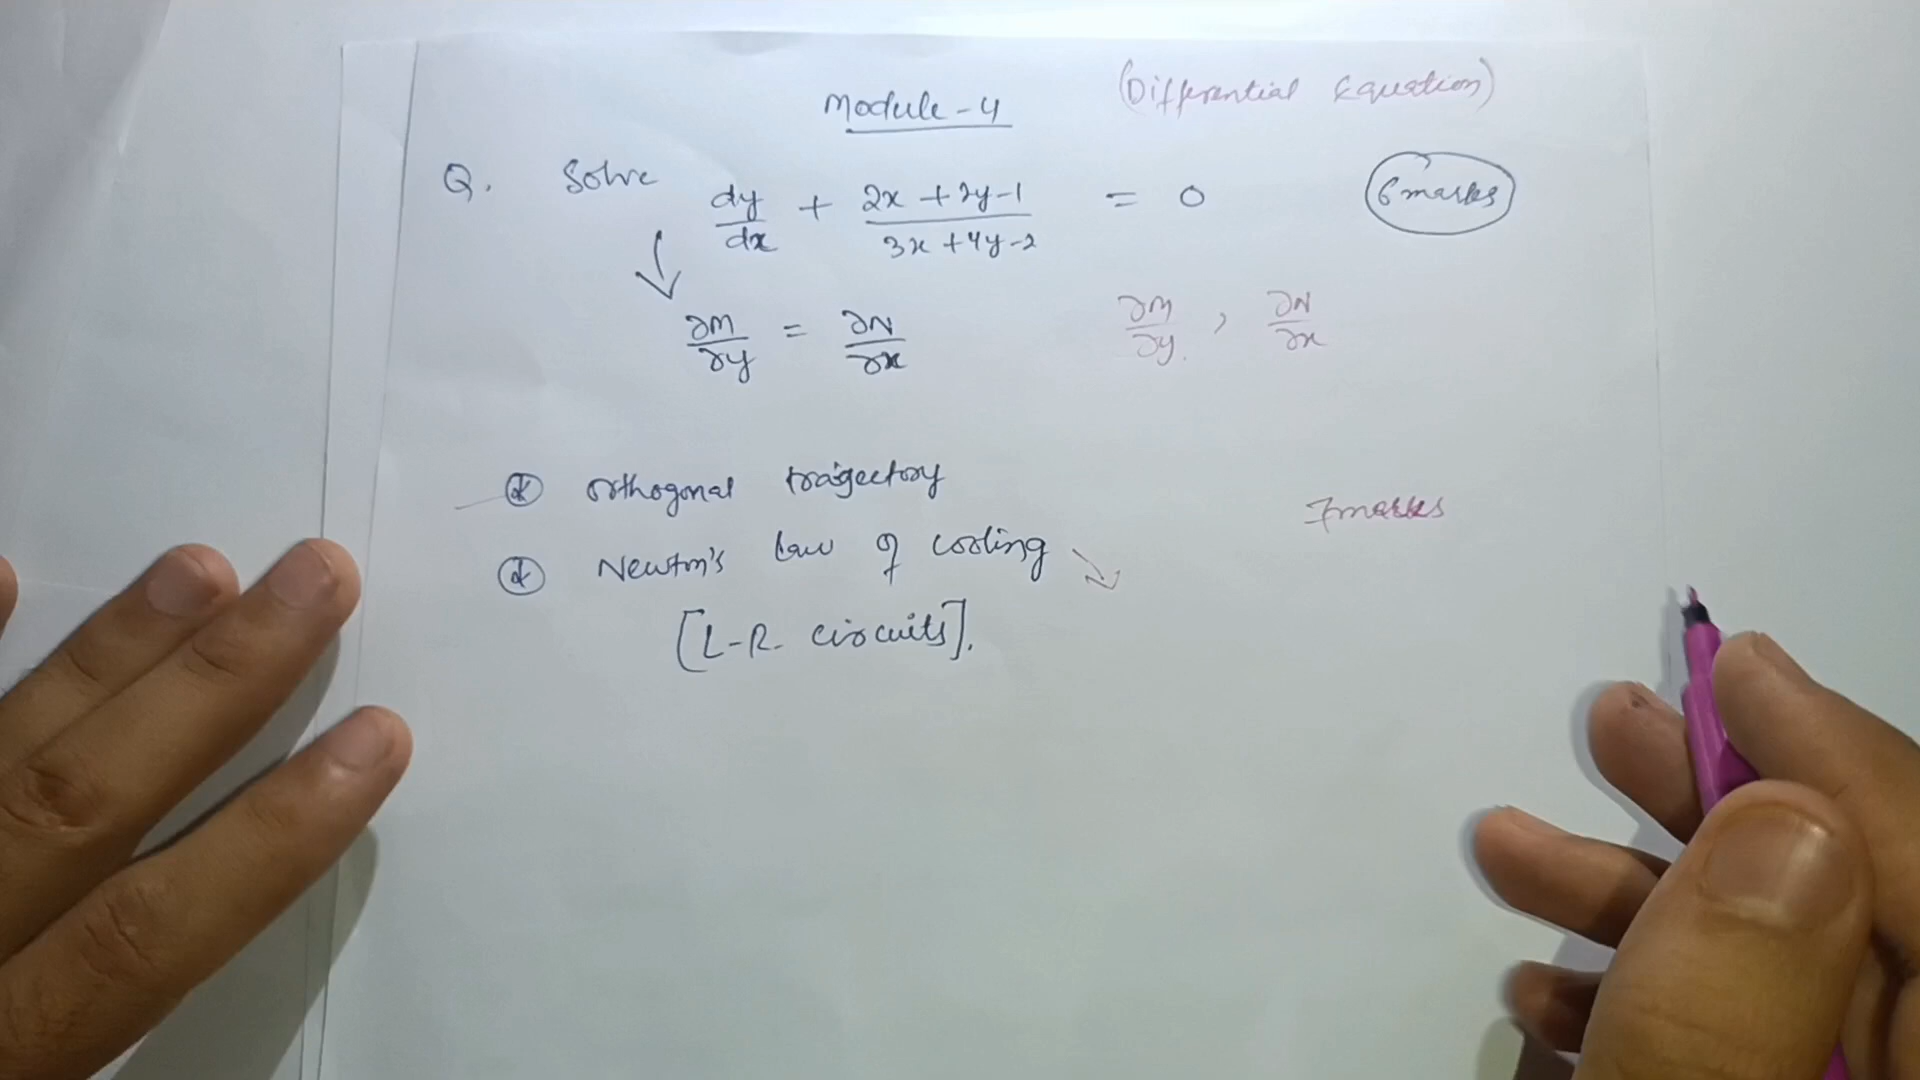 Module-4 (Differential Equation)
Q. Solve dy/dx + (2x + 2y-1)/(3x + 4y-2) = 0 6 marks
∂M/∂y = ∂N/∂x ∂M/∂y , ∂N/∂x
orthogonal trajectory
7 marks
Newton's law of cooling
[L-R circuits].